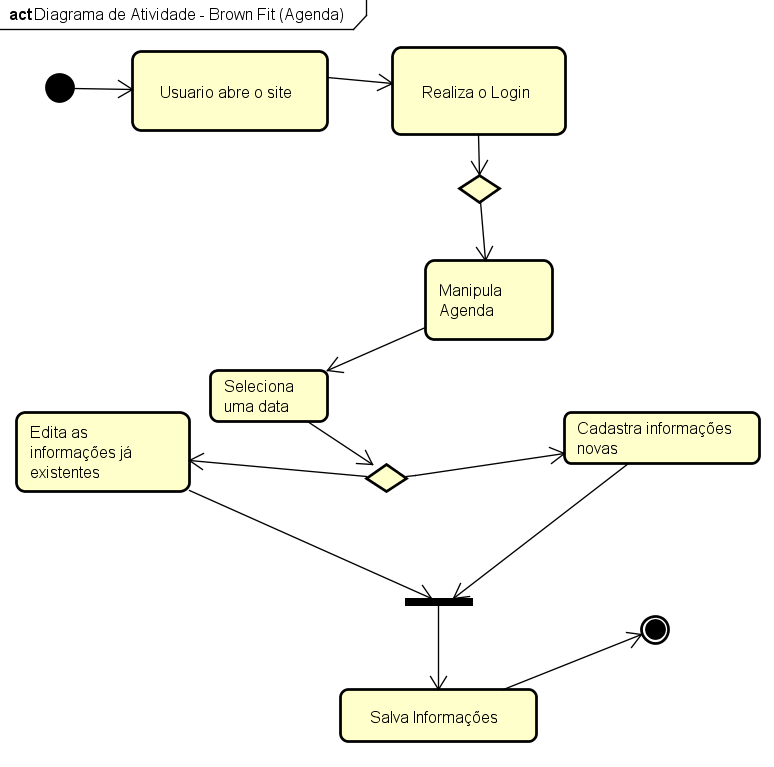 act Diagrama de Atividade - Brown Fit (Agenda)
Usuario abre o site
Realiza o Login
Manipula
Agenda
Seleciona
uma data
Edita as
informações já
existentes
Cadastra informações
novas
Salva Informações